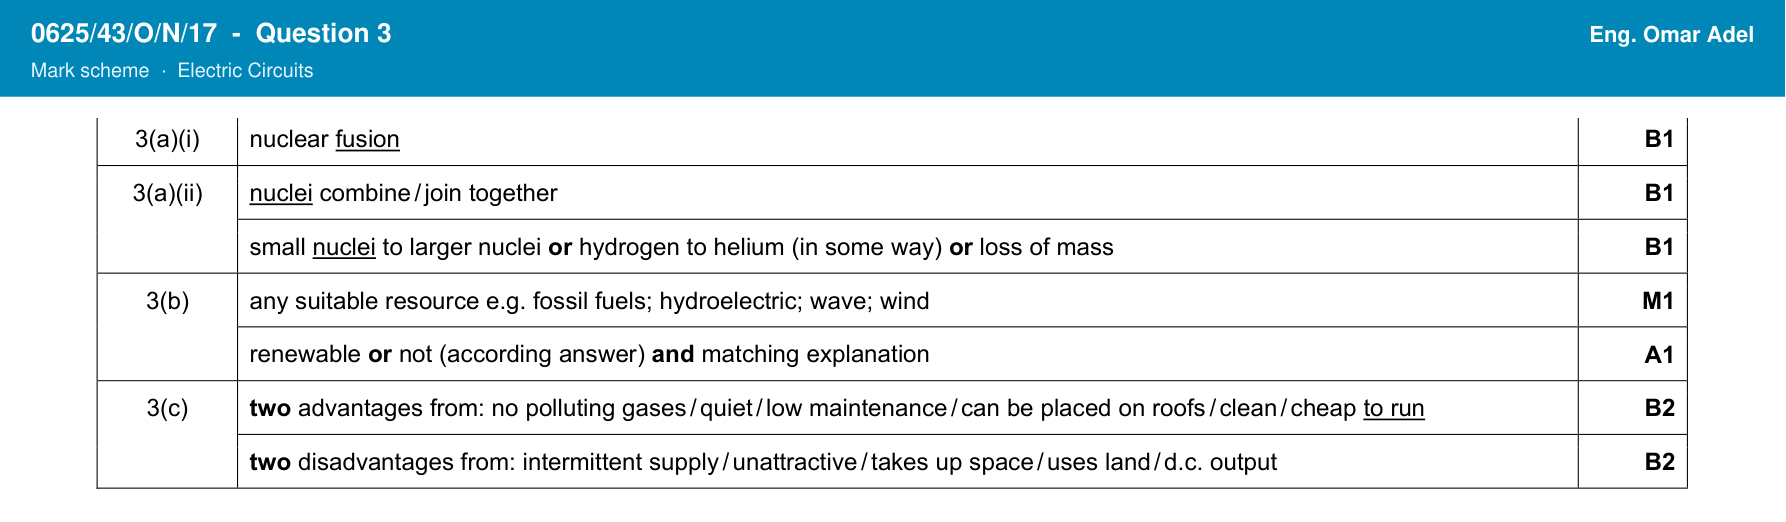 0625/43/O/N/17 - Question 3
Eng. Omar Adel
Mark scheme · Electric Circuits
3(a)(i) nuclear fusion B1
3(a)(ii) nuclei combine/join together B1
small nuclei to larger nuclei or hydrogen to helium (in some way) or loss of mass B1
3(b) any suitable resource e.g. fossil fuels; hydroelectric; wave; wind M1
renewable or not (according answer) and matching explanation A1
3(c) two advantages from: no polluting gases/quiet/low maintenance/can be placed on roofs/clean/cheap to run B2
two disadvantages from: intermittent supply/unattractive/takes up space/uses land/d.c. output B2